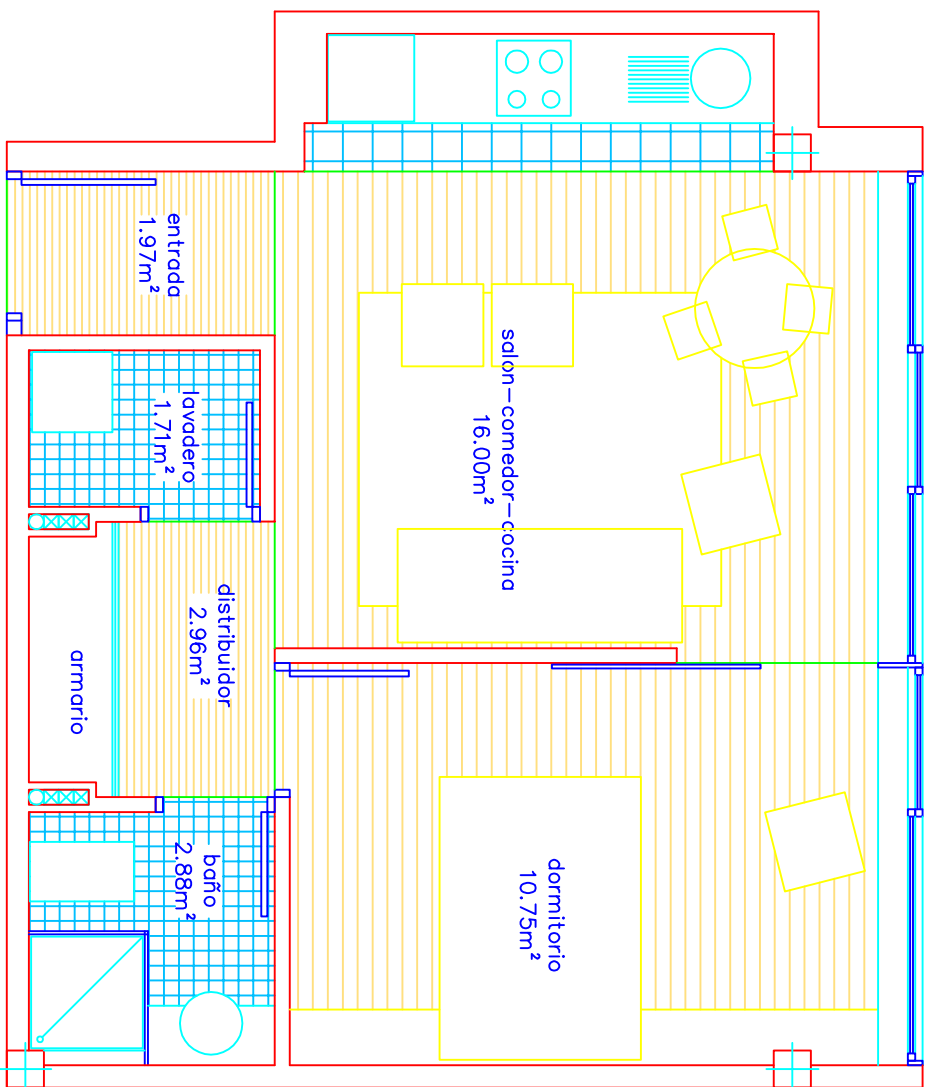 entrada
1.97m²
lavadero
1.71m²
salon-comedor-cocina
16.00m²
distribuidor
2.96m²
armario
baño
2.88m²
dormitorio
10.75m²